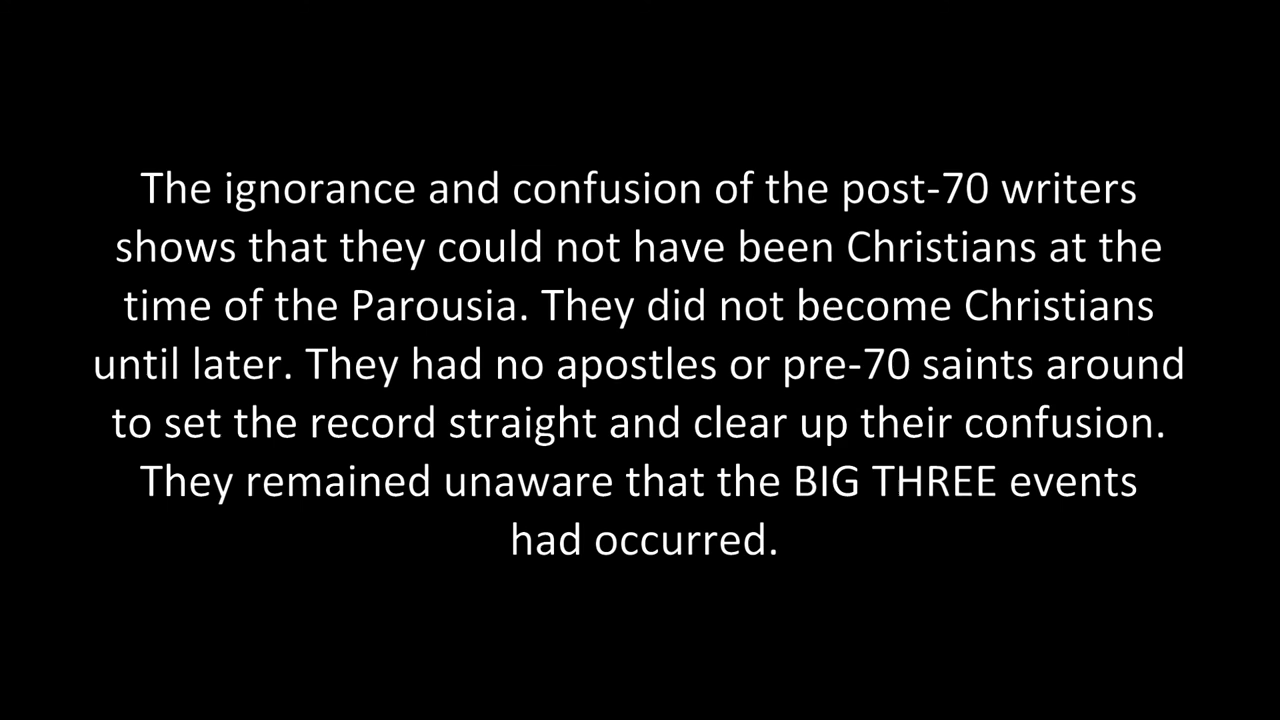 The ignorance and confusion of the post-70 writers
shows that they could not have been Christians at the
time of the Parousia. They did not become Christians
until later. They had no apostles or pre-70 saints around
to set the record straight and clear up their confusion.
They remained unaware that the BIG THREE events
had occurred.